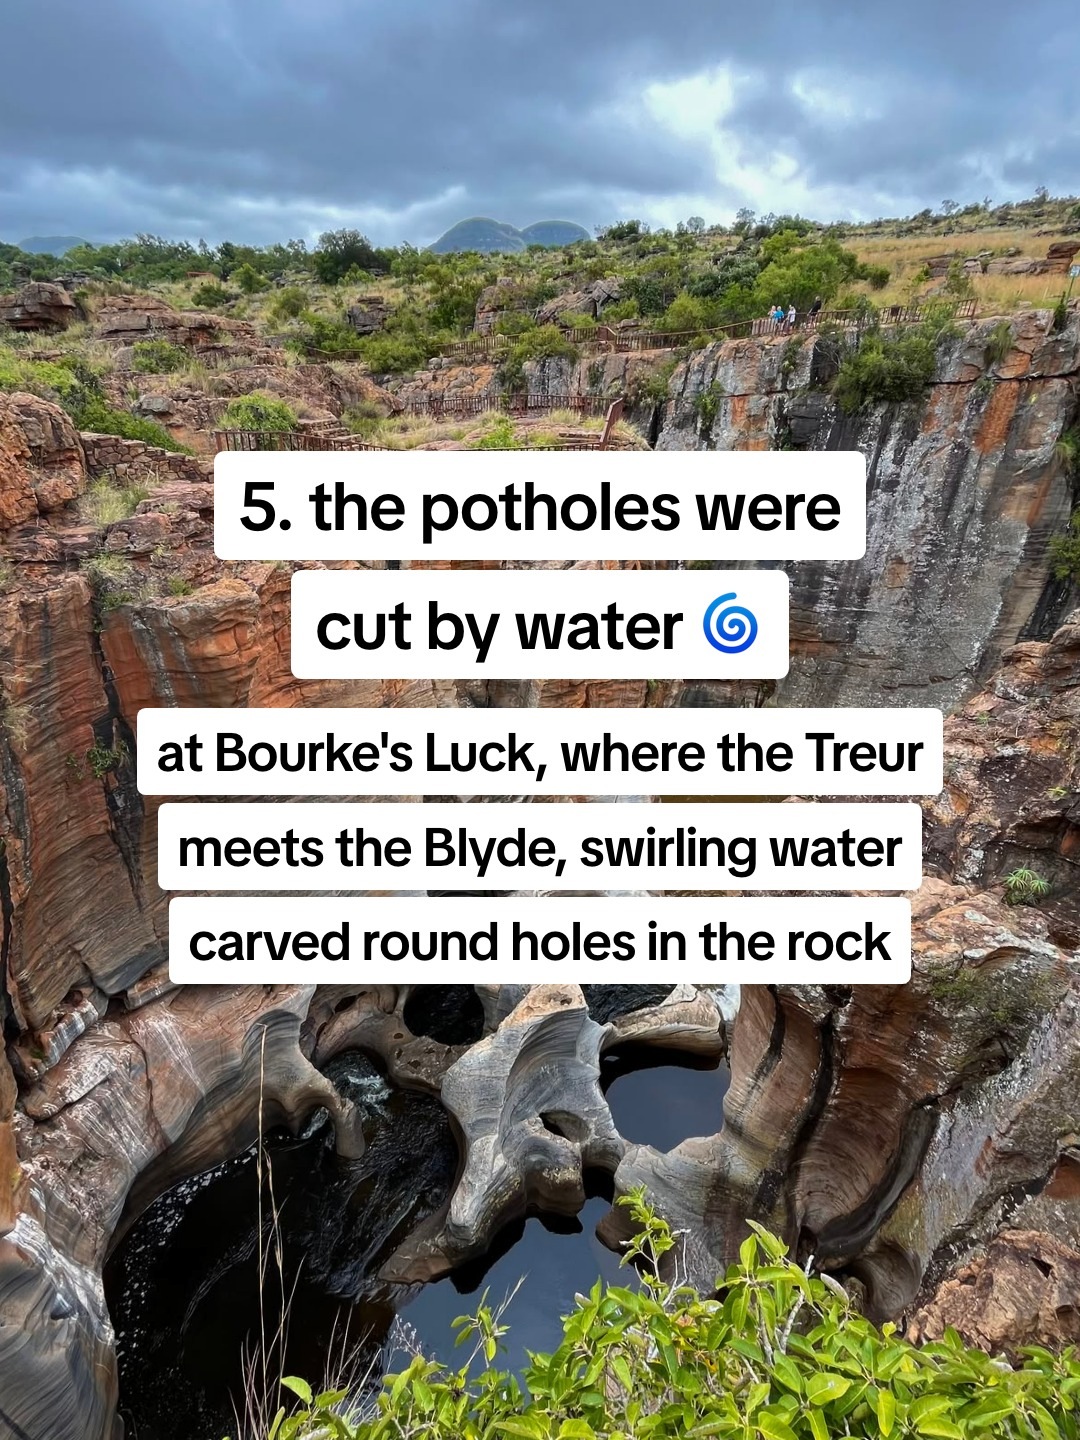 5. the potholes were
cut by water 🌀
at Bourke's Luck, where the Treur
meets the Blyde, swirling water
carved round holes in the rock